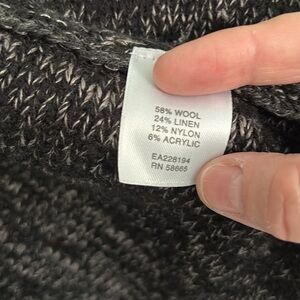 58% WOOL
24% LINEN
12% NYLON
6% ACRYLIC
EA228194
RN 58665